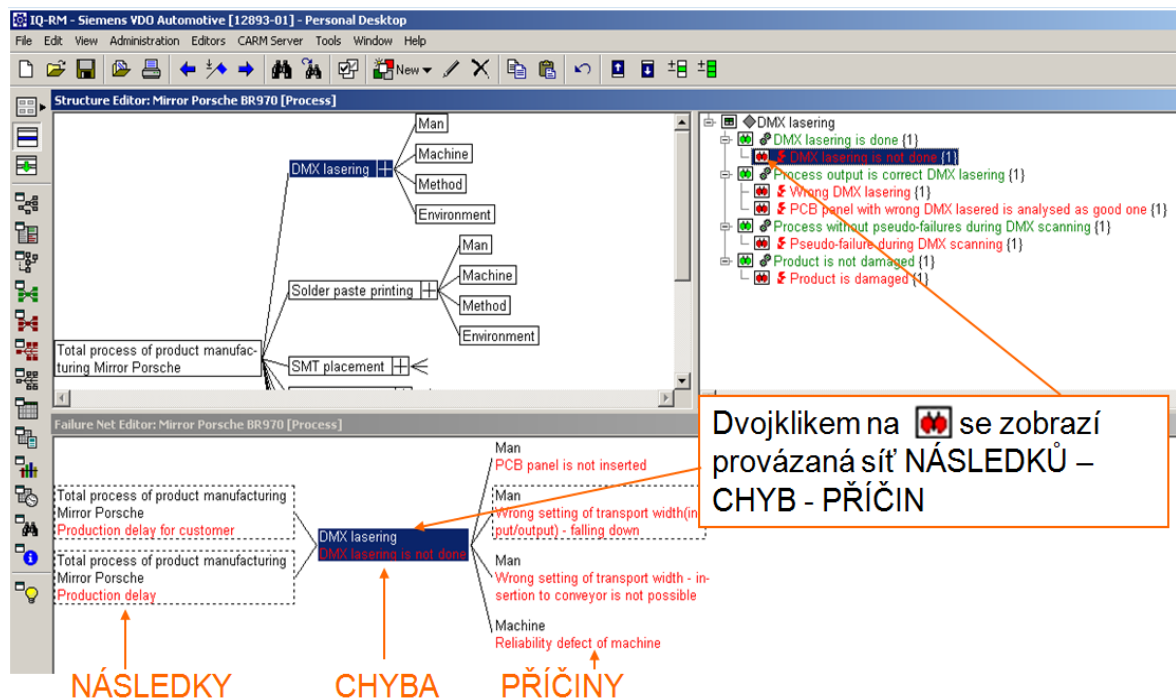 IQ-RM - Siemens VDO Automotive [12893-01] - Personal Desktop
File Edit View Administration Editors CARM Server Tools Window Help
New
Structure Editor: Mirror Porsche BR970 [Process]
Man
Machine
DMX lasering
Method
Environment
Man
Machine
Solder paste printing
Method
Environment
Total process of product manufac-
turing Mirror Porsche
SMT placement
DMX lasering
DMX lasering is done {1}
DMX lasering is not done {1}
Process output is correct DMX lasering {1}
Wrong DMX lasering {1}
PCB panel with wrong DMX lasered is analysed as good one {1}
Process without pseudo-failures during DMX scanning {1}
Pseudo-failure during DMX scanning {1}
Product is not damaged {1}
Product is damaged {1}
Dvojklikem na se zobrazí
provázaná síť NÁSLEDKŮ –
CHYB - PŘÍČIN
Failure Net Editor: Mirror Porsche BR970 [Process]
Total process of product manufacturing
Mirror Porsche
Production delay for customer
Total process of product manufacturing
Mirror Porsche
Production delay
DMX lasering
DMX lasering is not done
Man
PCB panel is not inserted
Man
Wrong setting of transport width(in
put/output) - falling down
Man
Wrong setting of transport width - in-
sertion to conveyor is not possible
Machine
Reliability defect of machine
NÁSLEDKY
CHYBA
PŘÍČINY